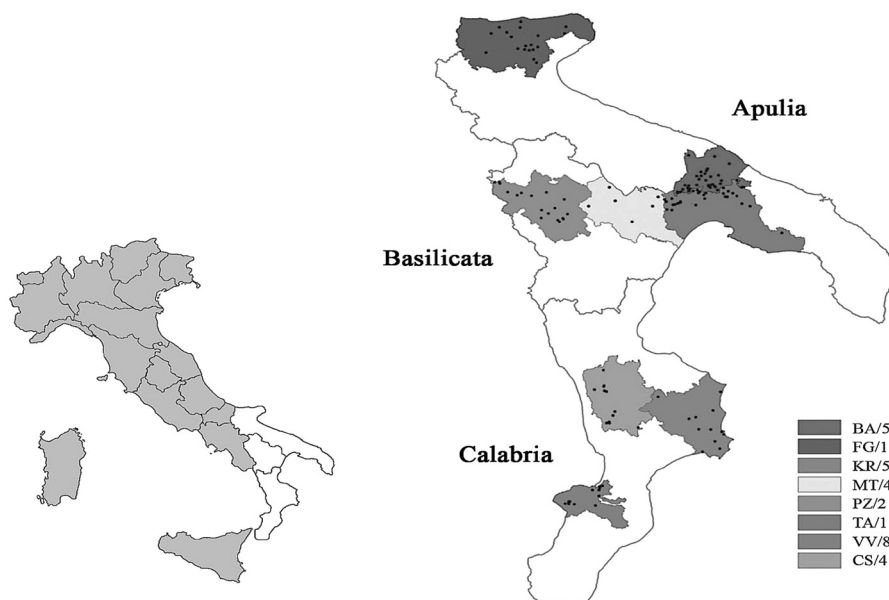 Apulia
Basilicata
Calabria
BA/5
FG/1
KR/5
MT/4
PZ/2
TA/1
VV/8
CS/4